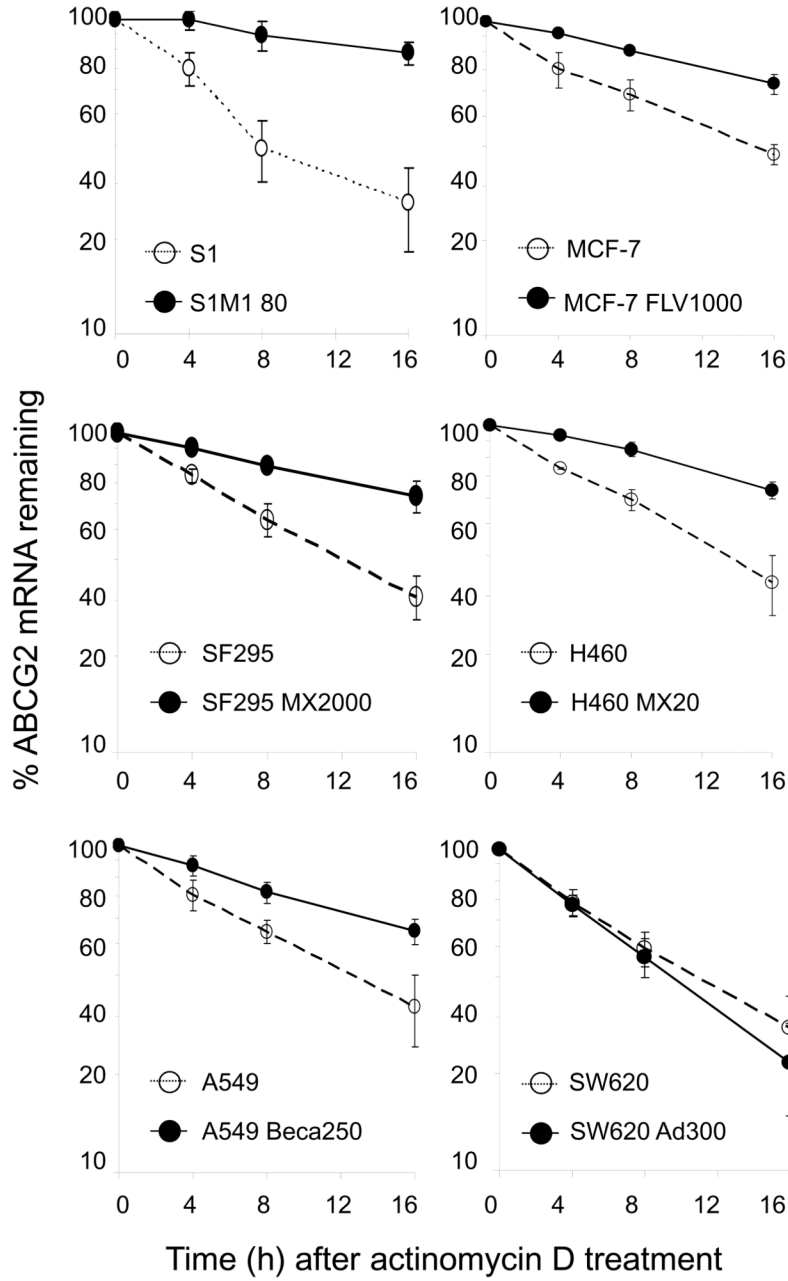 100
80
60
40
20
10
0 4 8 12 16
S1
S1M1 80
100
80
60
40
20
10
0 4 8 12 16
MCF-7
MCF-7 FLV1000
% ABCG2 mRNA remaining
100
80
60
40
20
10
0 4 8 12 16
SF295
SF295 MX2000
100
80
60
40
20
10
0 4 8 12 16
H460
H460 MX20
100
80
60
40
20
10
0 4 8 12 16
A549
A549 Beca250
100
80
60
40
20
10
0 4 8 12 16
SW620
SW620 Ad300
Time (h) after actinomycin D treatment